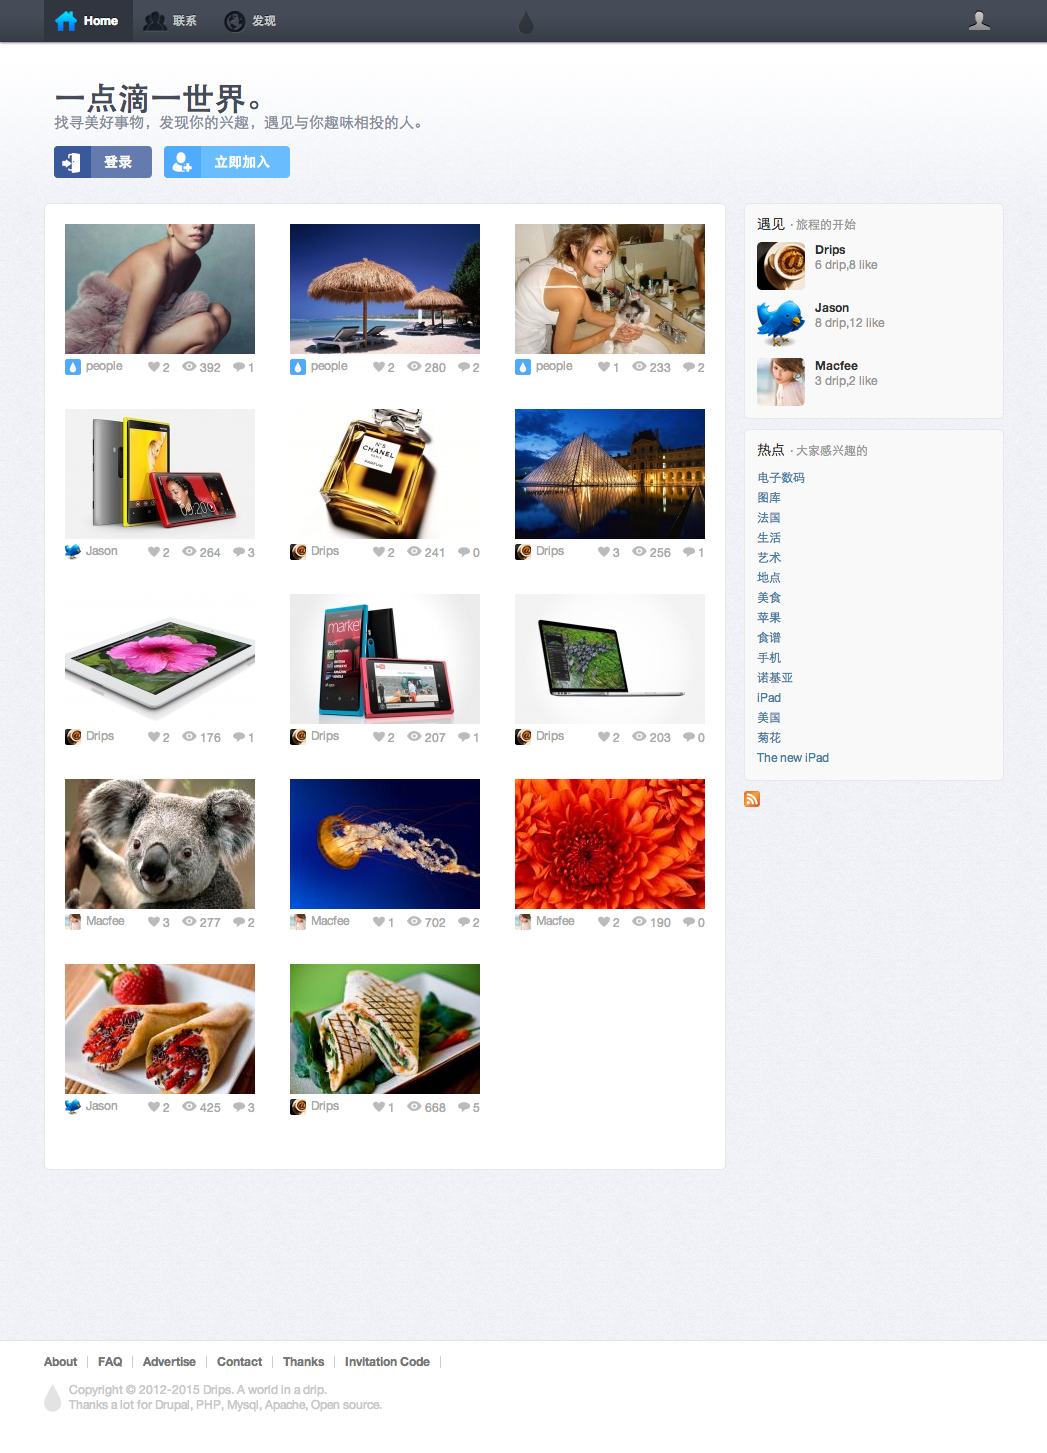 Home
联系
发现
一点滴一世界。
找寻美好事物，发现你的兴趣，遇见与你趣味相投的人。
登录
立即加入
people 2 392 1
people 2 280 2
people 1 233 2
N°5
CHANEL
PARIS
PARFUM
09:20
Jason 2 264 3
Drips 2 241 0
Drips 3 256 1
market
Drips 2 176 1
Drips 2 207 1
Drips 2 203 0
Macfee 3 277 2
Macfee 1 702 2
Macfee 2 190 0
Jason 2 425 3
Drips 1 668 5
遇见 · 旅程的开始
Drips
6 drip,8 like
Jason
8 drip,12 like
Macfee
3 drip,2 like
热点 · 大家感兴趣的
电子数码
图库
法国
生活
艺术
地点
美食
苹果
食谱
手机
诺基亚
iPad
美国
菊花
The new iPad
About
FAQ
Advertise
Contact
Thanks
Invitation Code
Copyright © 2012-2015 Drips. A world in a drip.
Thanks a lot for Drupal, PHP, Mysql, Apache, Open source.